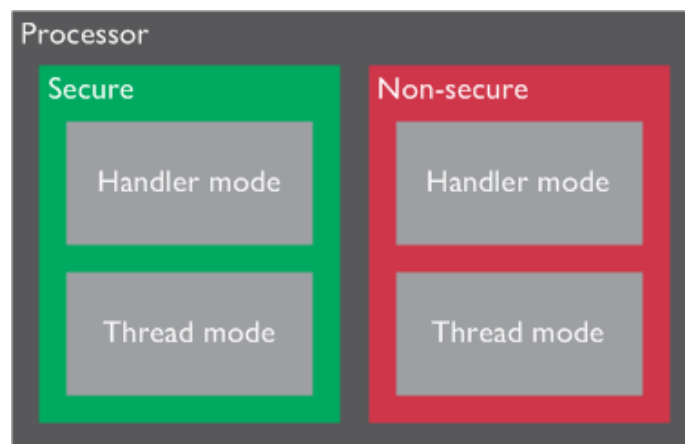 Processor
Secure
Non-secure
Handler mode
Handler mode
Thread mode
Thread mode